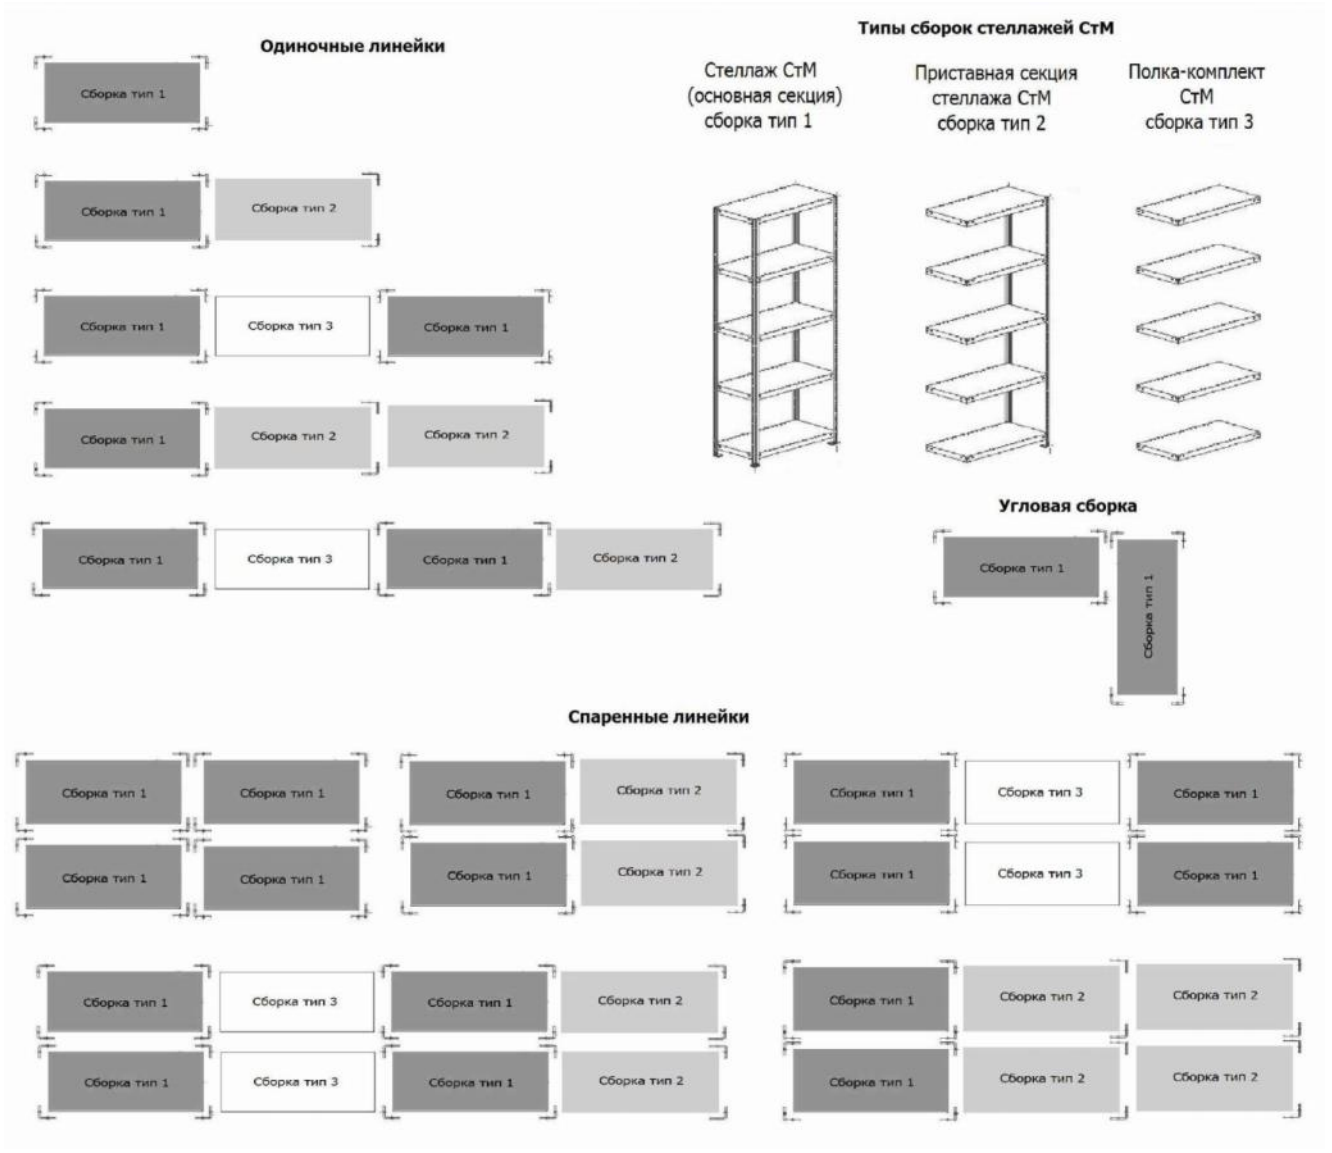 Одиночные линейки
Сборка тип 1
Сборка тип 1
Сборка тип 2
Сборка тип 1
Сборка тип 3
Сборка тип 1
Сборка тип 1
Сборка тип 2
Сборка тип 2
Сборка тип 1
Сборка тип 3
Сборка тип 1
Сборка тип 2
Типы сборок стеллажей СтМ
Стеллаж СтМ
(основная секция)
сборка тип 1
Приставная секция
стеллажа СтМ
сборка тип 2
Полка-комплект
СтМ
сборка тип 3
Угловая сборка
Сборка тип 1
Сборка тип 1
Спаренные линейки
Сборка тип 1
Сборка тип 1
Сборка тип 1
Сборка тип 1
Сборка тип 1
Сборка тип 2
Сборка тип 1
Сборка тип 2
Сборка тип 1
Сборка тип 3
Сборка тип 1
Сборка тип 1
Сборка тип 3
Сборка тип 1
Сборка тип 1
Сборка тип 3
Сборка тип 1
Сборка тип 2
Сборка тип 1
Сборка тип 3
Сборка тип 1
Сборка тип 2
Сборка тип 1
Сборка тип 2
Сборка тип 2
Сборка тип 1
Сборка тип 2
Сборка тип 2